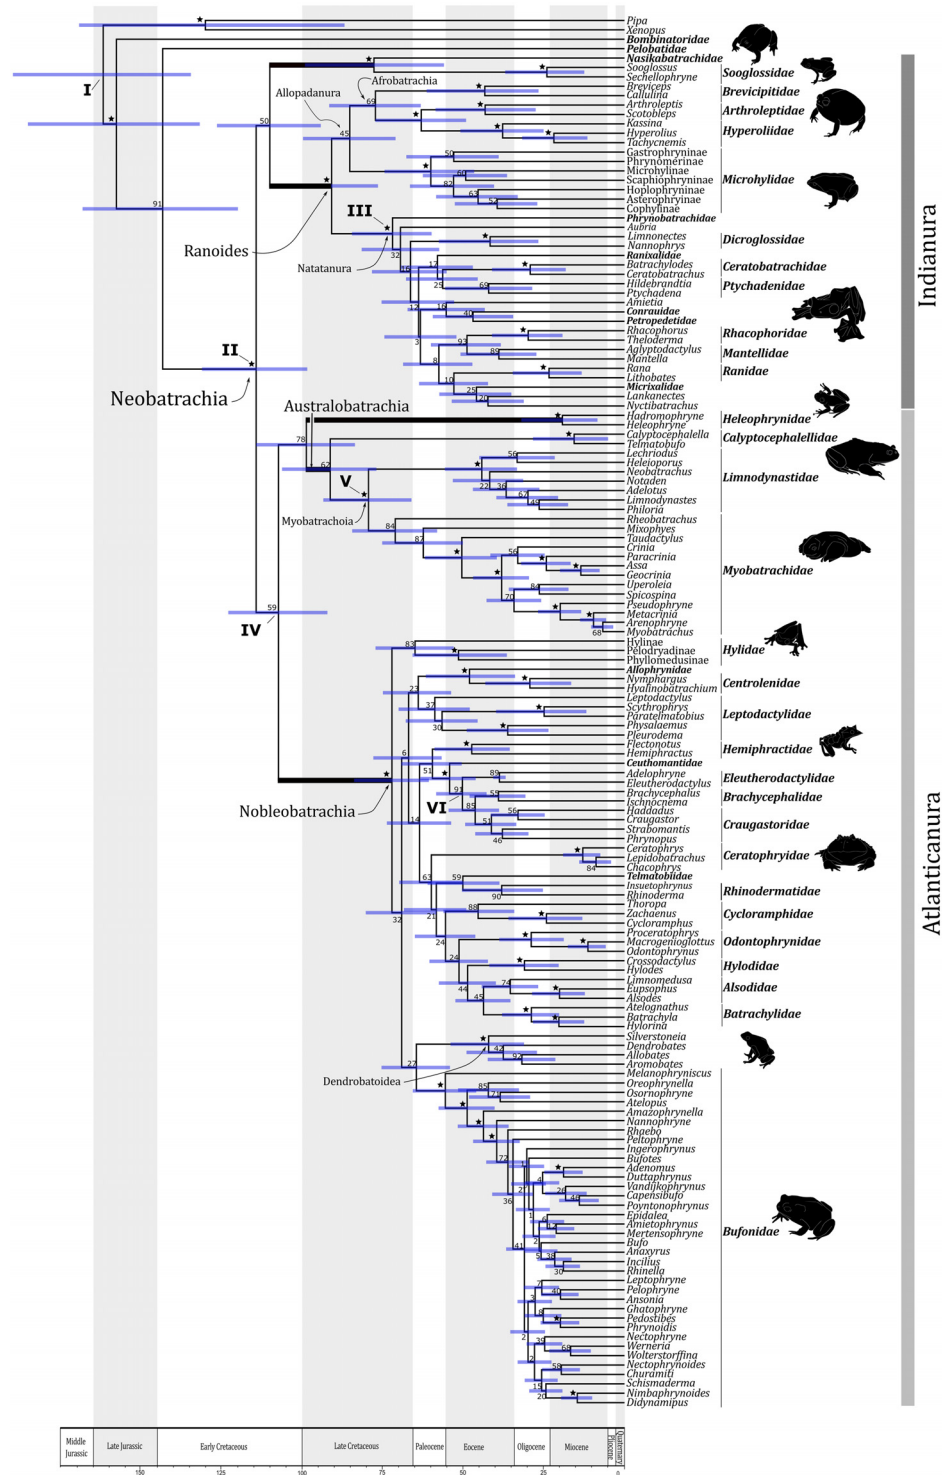 Pipa
Xenopus
Bombinatoridae
Pelobatidae
Nasikabatrachidae
Sooglossus
Sechellophryne
Sooglossidae
Breviceps
Callulina
Brevicipitidae
Arthroleptis
Scotobleps
Arthroleptidae
Kassina
Hyperolius
Tachycnemis
Hyperoliidae
Gastrophryninae
Phrynomerinae
Microhylinae
Scaphiophryninae
Hoplophryninae
Asterophryinae
Cophylinae
Microhylidae
Phrynobatrachidae
Aubria
Limnonectes
Nannophrys
Dicroglossidae
Ranixalidae
Batrachylodes
Ceratobatrachus
Ceratobatrachidae
Hildebrandtia
Ptychadena
Ptychadenidae
Amietia
Conrauidae
Petropedetidae
Rhacophorus
Theloderma
Rhacophoridae
Aglyptodactylus
Mantella
Mantellidae
Rana
Lithobates
Ranidae
Micrixalidae
Lankanectes
Nyctibatrachus
Hadromophryne
Heleophryne
Heleophrynidae
Calyptocephalella
Telmatobufo
Calyptocephalellidae
Lechriodus
Heleioporus
Neobatrachus
Notaden
Adelotus
Limnodynastes
Philoria
Limnodynastidae
Rheobatrachus
Mixophyes
Taudactylus
Crinia
Paracrinia
Assa
Geocrinia
Uperoleia
Spicospina
Pseudophryne
Metacrinia
Arenophryne
Myobatrachus
Myobatrachidae
Hylinae
Pelodryadinae
Phyllomedusinae
Hylidae
Allophrynidae
Nymphargus
Hyalinobatrachium
Centrolenidae
Leptodactylus
Scythrophrys
Paratelmatobius
Physalaemus
Pleurodema
Leptodactylidae
Flectonotus
Hemiphractus
Hemiphractidae
Ceuthomantidae
Adelophryne
Eleutherodactylus
Eleutherodactylidae
Brachycephalus
Ischnocnema
Brachycephalidae
Haddadus
Craugastor
Strabomantis
Phrynopus
Craugastoridae
Ceratophrys
Lepidobatrachus
Chacophrys
Ceratophryidae
Telmatobiidae
Insuetophrynus
Rhinoderma
Rhinodermatidae
Thoropa
Zachaenus
Cycloramphus
Cycloramphidae
Proceratophrys
Macrogenioglottus
Odontophrynus
Odontophrynidae
Crossodactylus
Hylodes
Hylodidae
Limnomedusa
Eupsophus
Alsodes
Alsodidae
Atelognathus
Batrachyla
Hylorina
Batrachylidae
Silverstoneia
Dendrobates
Allobates
Aromobates
Melanophryniscus
Oreophrynella
Osornophryne
Atelopus
Amazophrynella
Nannophryne
Rhaebo
Peltophryne
Ingerophrynus
Bufotes
Adenomus
Duttaphrynus
Vandijkophrynus
Capensibufo
Poyntonophrynus
Epidalea
Amietophrynus
Mertensophryne
Bufo
Anaxyrus
Incilius
Rhinella
Leptophryne
Pelophryne
Ansonia
Ghatophryne
Pedostibes
Phrynoidis
Nectophryne
Werneria
Wolterstorffina
Nectophrynoides
Churamiti
Schismaderma
Nimbaphrynoides
Didynamipus
Bufonidae
Indianura
Atlanticanura
I
II
III
IV
V
VI
Afrobatrachia
Allopadanura
Ranoides
Natatanura
Neobatrachia
Australobatrachia
Myobatrachoia
Nobleobatrachia
Dendrobatoidea
Middle
Jurassic
Late Jurassic
Early Cretaceous
Late Cretaceous
Paleocene
Eocene
Oligocene
Miocene
Pliocene
Quaternary
150
125
100
75
50
25
0